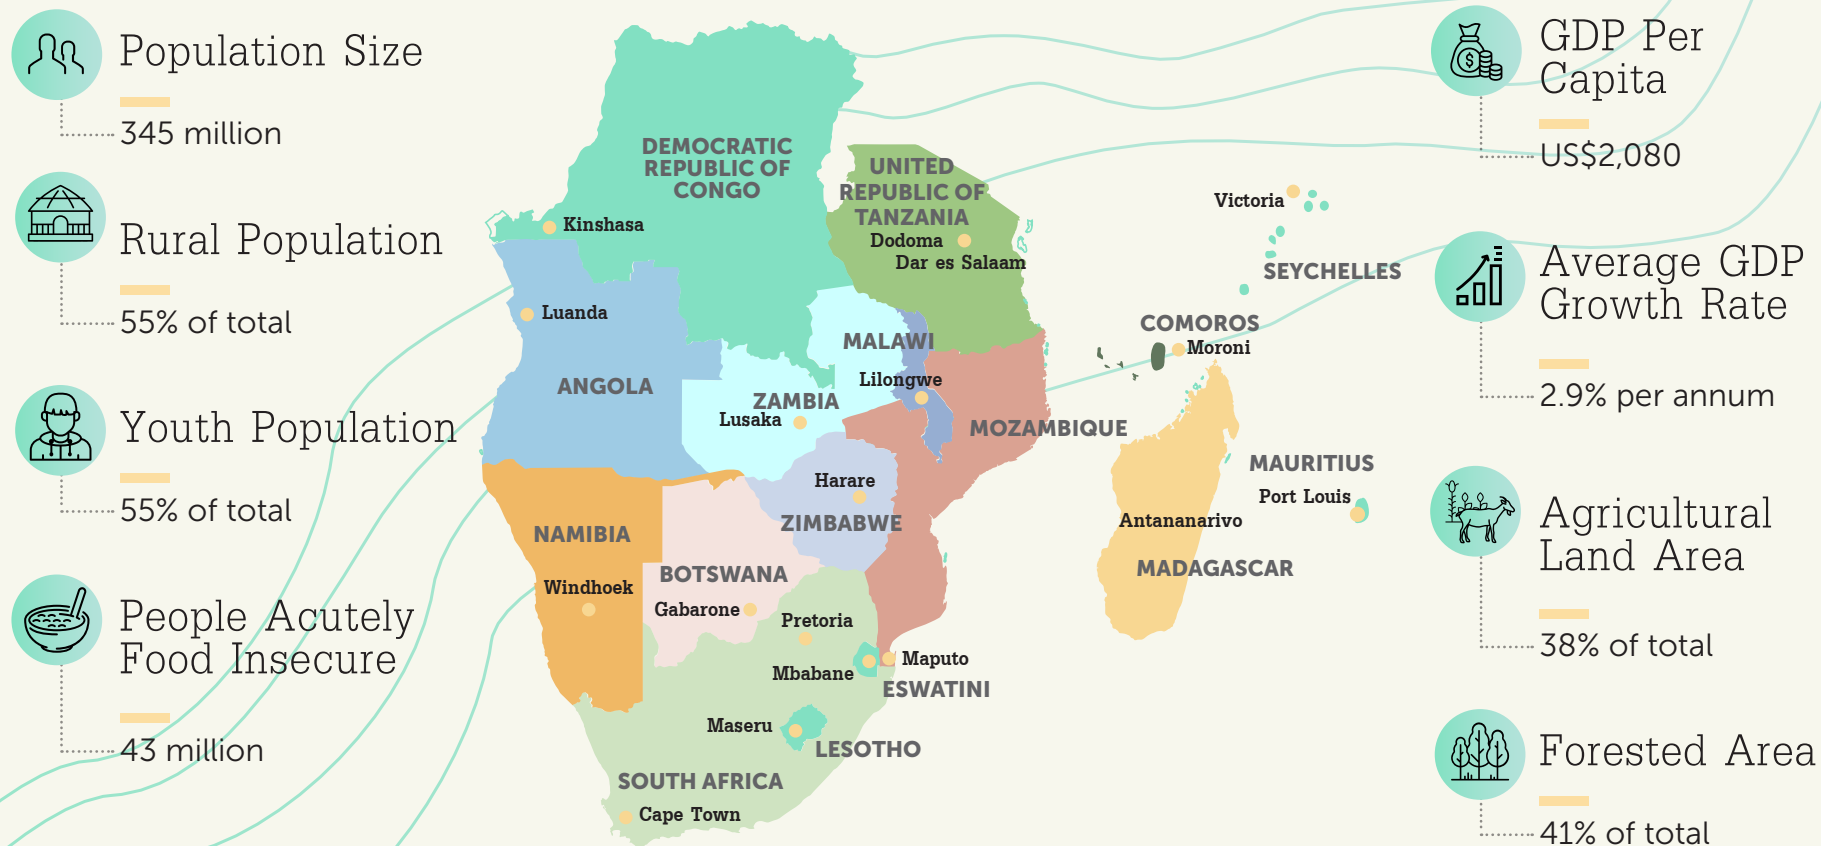 Population Size
345 million
Rural Population
55% of total
Youth Population
55% of total
People Acutely
Food Insecure
43 million
DEMOCRATIC
REPUBLIC OF
CONGO
Kinshasa
UNITED
REPUBLIC OF
TANZANIA
Dodoma
Dar es Salaam
Luanda
ANGOLA
MALAWI
Lilongwe
ZAMBIA
Lusaka
MOZAMBIQUE
Harare
ZIMBABWE
NAMIBIA
Windhoek
BOTSWANA
Gabarone
Pretoria
Mbabane
Maputo
ESWATINI
Maseru
LESOTHO
SOUTH AFRICA
Cape Town
Victoria
SEYCHELLES
COMOROS
Moroni
MAURITIUS
Port Louis
Antananarivo
MADAGASCAR
GDP Per
Capita
US$2,080
Average GDP
Growth Rate
2.9% per annum
Agricultural
Land Area
38% of total
Forested Area
41% of total